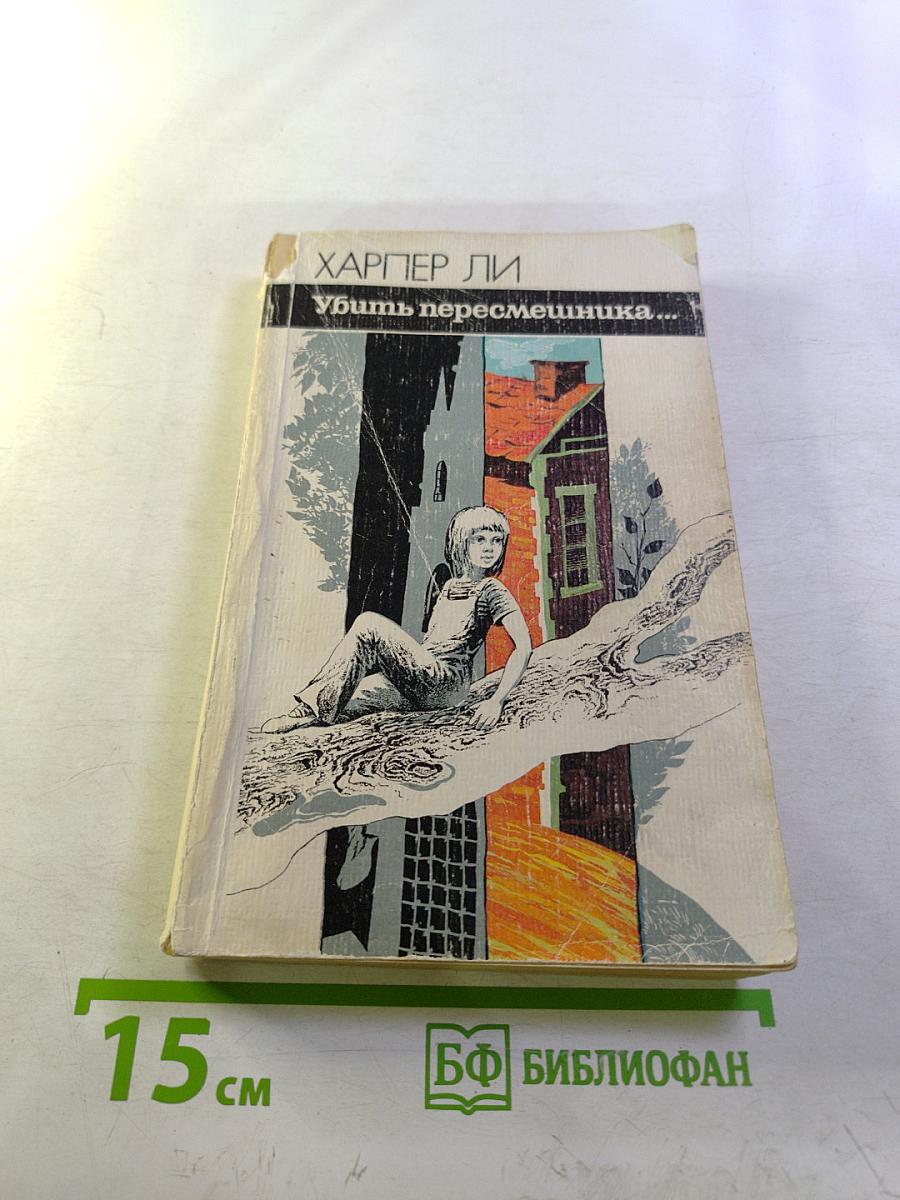 ХАРПЕР ЛИ
Убить пересмешника...
15 см
БФ БИБЛИОФАН